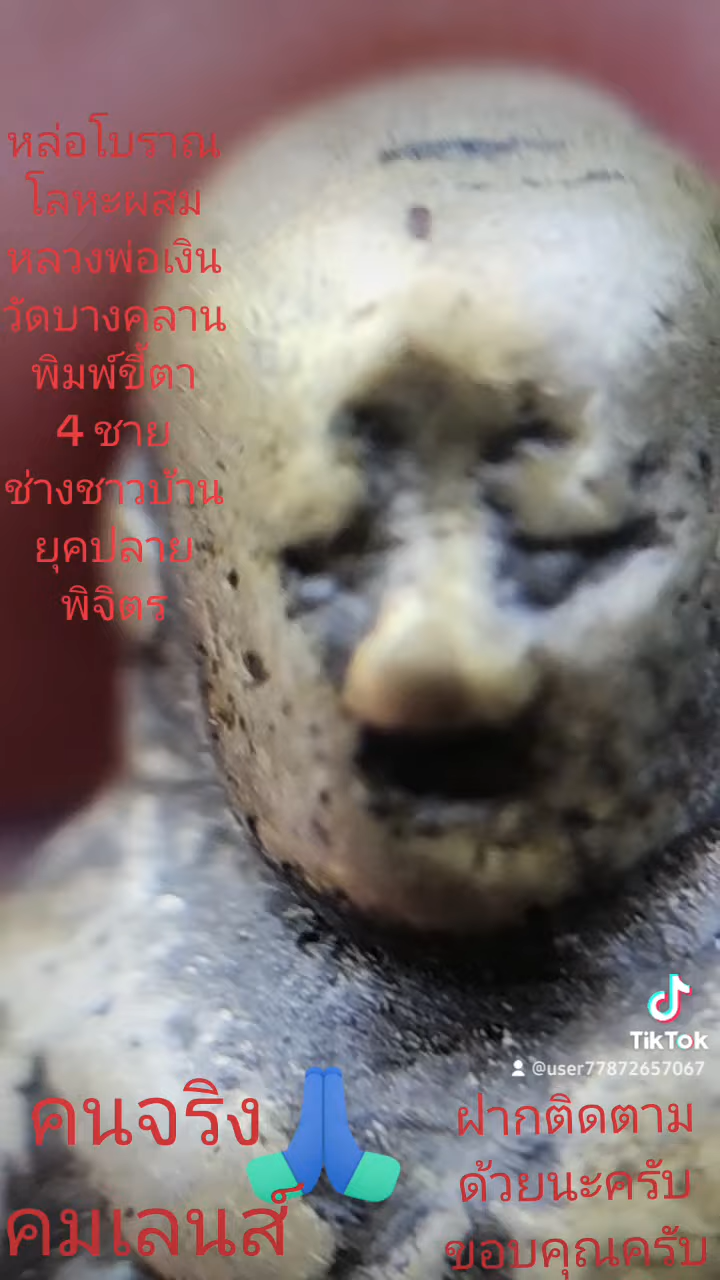 หล่อโบราณ
โลหะผสม
หลวงพ่อเงิน
วัดบางคลาน
พิมพ์ขี้ตา
4 ชาย
ช่างชาวบ้าน
ยุคปลาย
พิจิตร
TikTok
@user77872657067
คนจริง
คมเลนส์
ฝากติดตาม
ด้วยนะครับ
ขอบคุณครับ